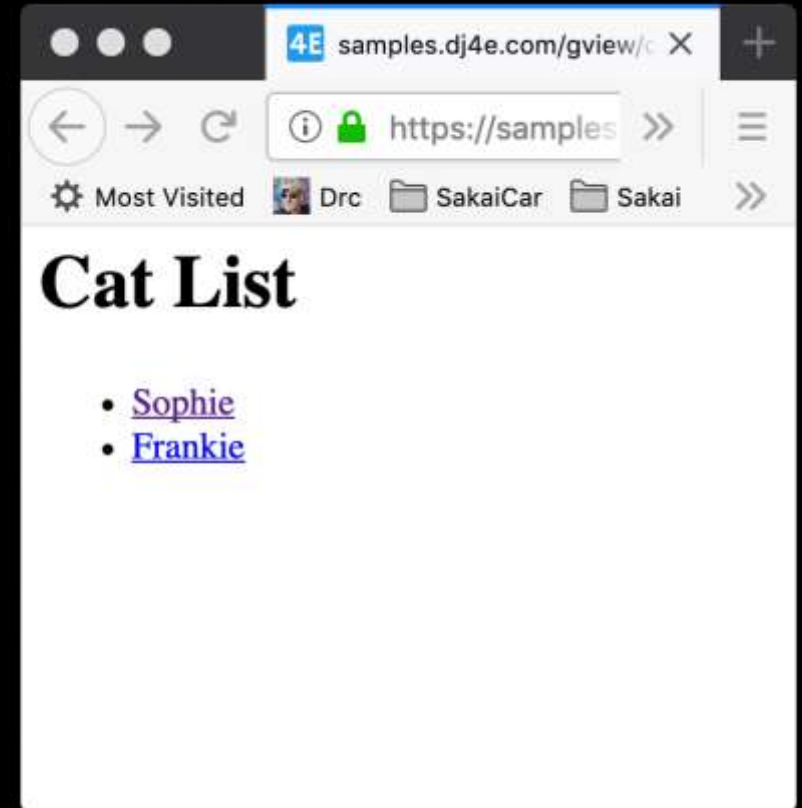 4E samples.dj4e.com/gview/c
https://samples
Most Visited Drc SakaiCar Sakai
Cat List
• Sophie
• Frankie